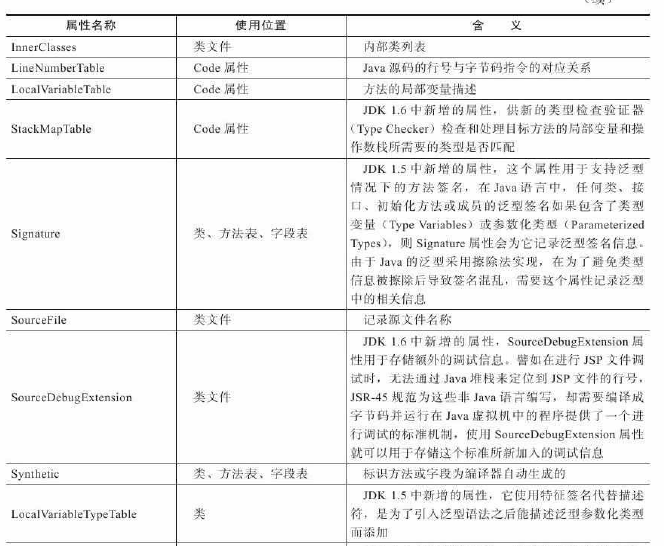 （续）
属性名称 使用位置 含 义
InnerClasses 类文件 内部类列表
LineNumberTable Code 属性 Java 源码的行号与字节码指令的对应关系
LocalVariableTable Code 属性 方法的局部变量描述
StackMapTable Code 属性 JDK 1.6 中新增的属性，供新的类型检查验证器
（Type Checker）检查和处理目标方法的局部变量和操
作数栈所需要的类型是否匹配
Signature 类、方法表、字段表 JDK 1.5 中新增的属性，这个属性用于支持泛型
情况下的方法签名，在 Java 语言中，任何类、接
口、初始化方法或成员的泛型签名如果包含了类型
变量（Type Variables）或参数化类型（Parameterized
Types），则 Signature 属性会为它记录泛型签名信息。
由于 Java 的泛型采用擦除法实现，在为了避免类型
信息被擦除后导致签名混乱，需要这个属性记录泛型
中的相关信息
SourceFile 类文件 记录源文件名称
SourceDebugExtension 类文件 JDK 1.6 中新增的属性，SourceDebugExtension 属
性用于存储额外的调试信息。譬如在进行 JSP 文件调
试时，无法通过 Java 堆栈来定位到 JSP 文件的行号，
JSR-45 规范为这些非 Java 语言编写，却需要编译成
字节码并运行在 Java 虚拟机中的程序提供了一个进
行调试的标准机制，使用 SourceDebugExtension 属性
就可以用于存储这个标准所新加入的调试信息
Synthetic 类、方法表、字段表 标识方法或字段为编译器自动生成的
LocalVariableTypeTable 类 JDK 1.5 中新增的属性，它使用特征签名代替描述
符，是为了引入泛型语法之后能描述泛型参数化类型
而添加